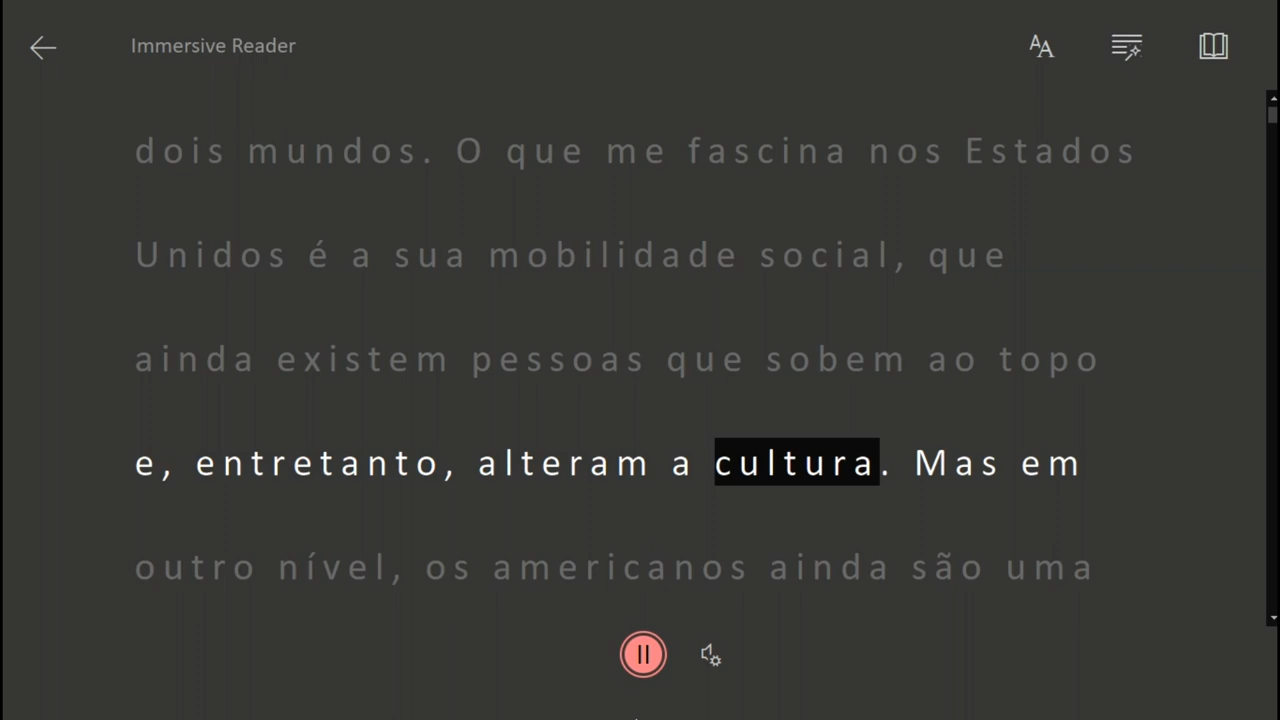 Immersive Reader
dois mundos. O que me fascina nos Estados
Unidos é a sua mobilidade social, que
ainda existem pessoas que sobem ao topo
e, entretanto, alteram a cultura. Mas em
outro nível, os americanos ainda são uma